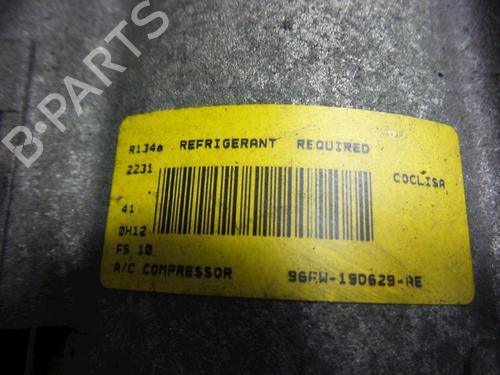 B-PARTS
R134a REFRIGERANT REQUIRED
2231
COCLISA
41
0H12
FS 10
A/C COMPRESSOR 96FW-19D629-AE